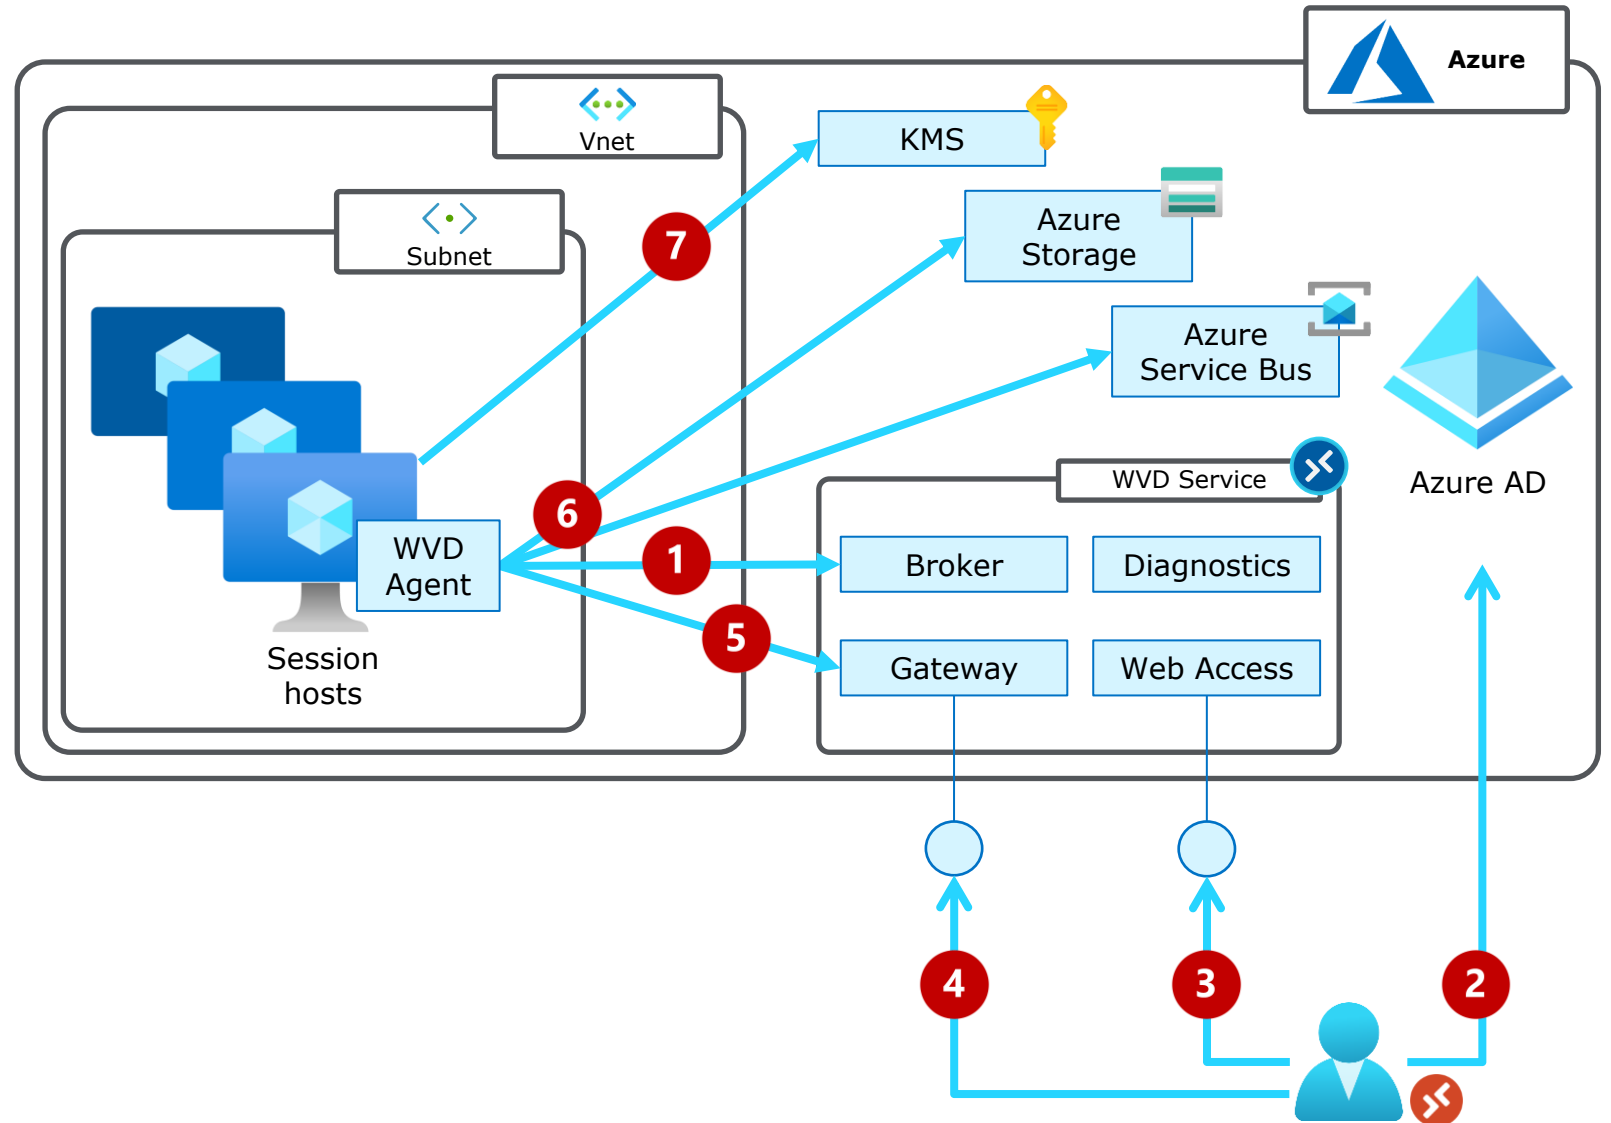 Azure
Vnet
KMS
Subnet
Azure
Storage
7
Azure
Service Bus
WVD Service
Azure AD
6
WVD
Agent
1
Broker
Diagnostics
5
Gateway
Web Access
Session
hosts
4
3
2